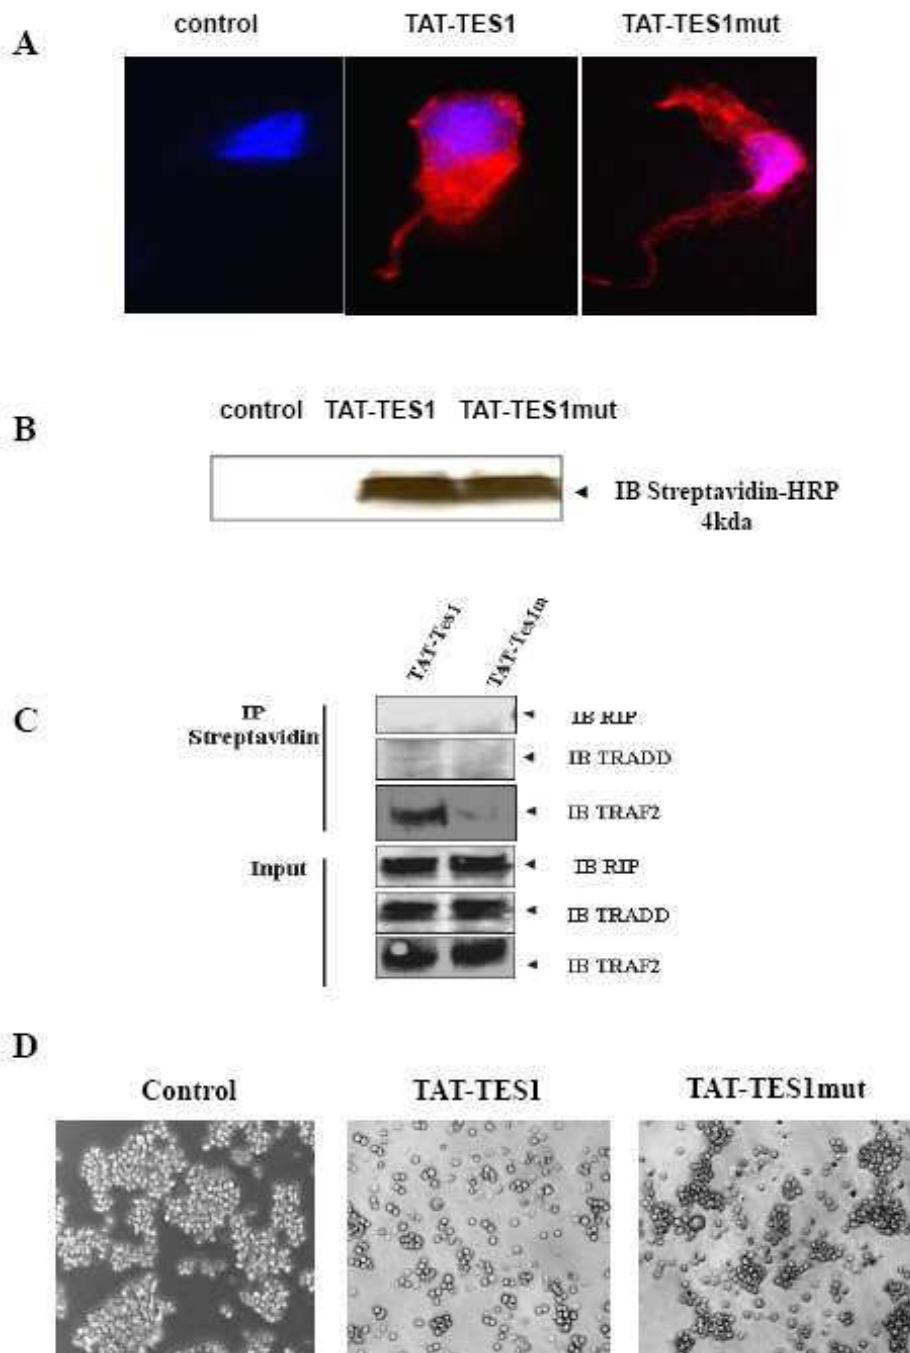 A
control TAT-TES1 TAT-TES1mut
B
control TAT-TES1 TAT-TES1mut
IB Streptavidin-HRP
4kda
TAT-Tes1 TAT-Tes1m
C
IP
Streptavidin
IB RIP
IB TRADD
IB TRAF2
Input
IB RIP
IB TRADD
IB TRAF2
D
Control TAT-TES1 TAT-TES1mut